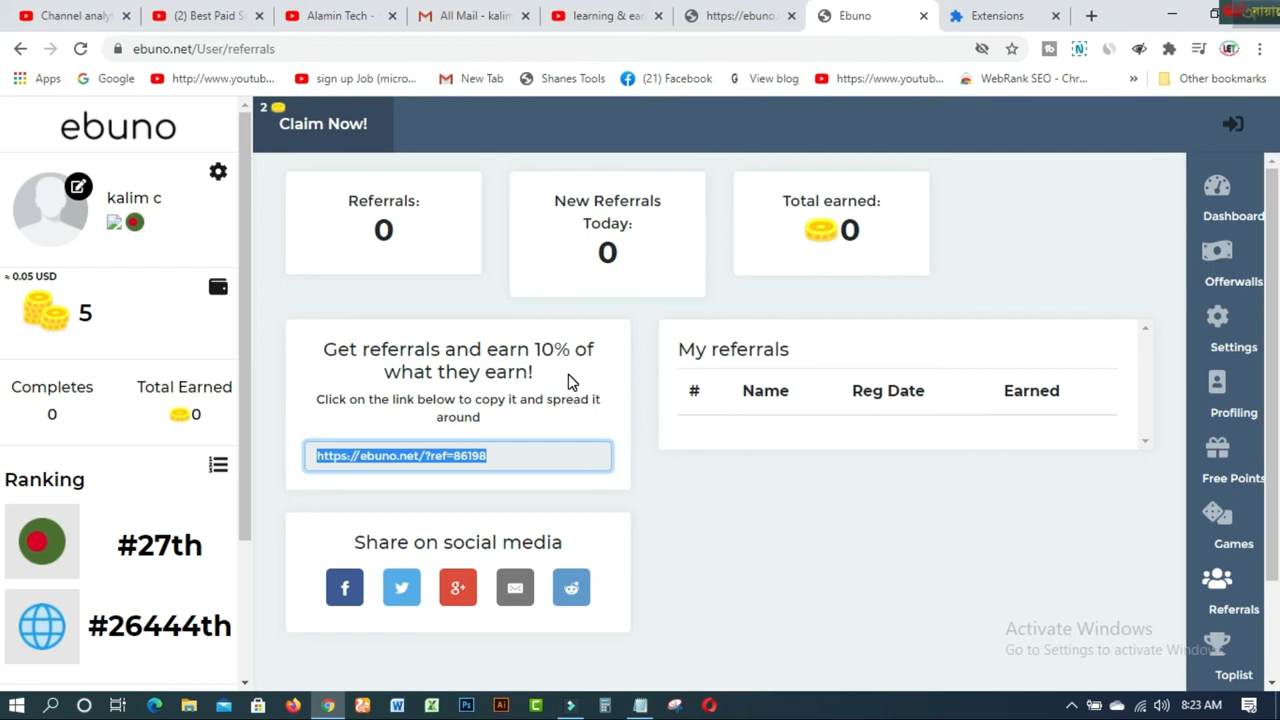 Channel analy
(2) Best Paid S
Alamin Tech -
All Mail - kalim
learning & ear
https://ebuno.
Ebuno
Extensions
ebuno.net/User/referrals
Apps
Google
http://www.youtub...
sign up Job (micro...
New Tab
Shanes Tools
(21) Facebook
View blog
https://www.youtub...
WebRank SEO - Chr...
»
Other bookmarks
ebuno
kalim c
≈ 0.05 USD
5
Completes
Total Earned
0
0
Ranking
#27th
#26444th
2
Claim Now!
Referrals:
0
New Referrals
Today:
0
Total earned:
0
Get referrals and earn 10% of
what they earn!
Click on the link below to copy it and spread it
around
https://ebuno.net/?ref=86198
Share on social media
My referrals
# Name Reg Date Earned
Dashboard
Offerwalls
Settings
Profiling
Free Points
Games
Referrals
Toplist
Activate Windows
Go to Settings to activate Windows.
8:23 AM